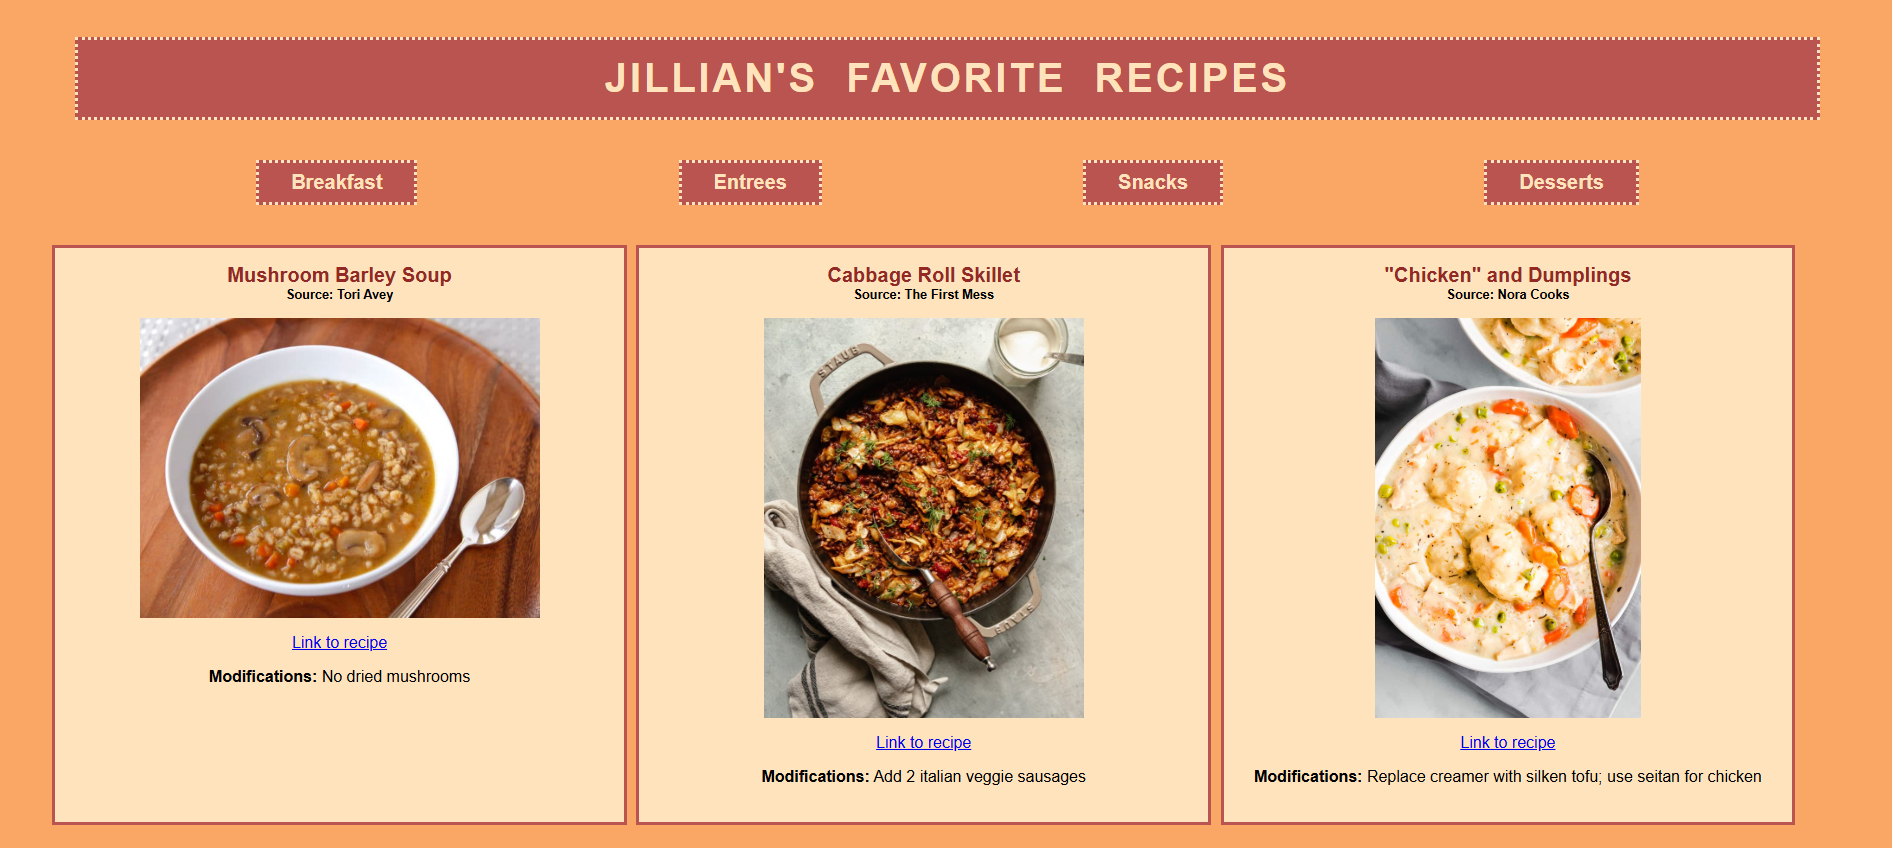 JILLIAN'S FAVORITE RECIPES
Breakfast
Entrees
Snacks
Desserts
Mushroom Barley Soup
Source: Tori Avey
Link to recipe
Modifications: No dried mushrooms
Cabbage Roll Skillet
Source: The First Mess
STAUB
Link to recipe
Modifications: Add 2 italian veggie sausages
"Chicken" and Dumplings
Source: Nora Cooks
Link to recipe
Modifications: Replace creamer with silken tofu; use seitan for chicken